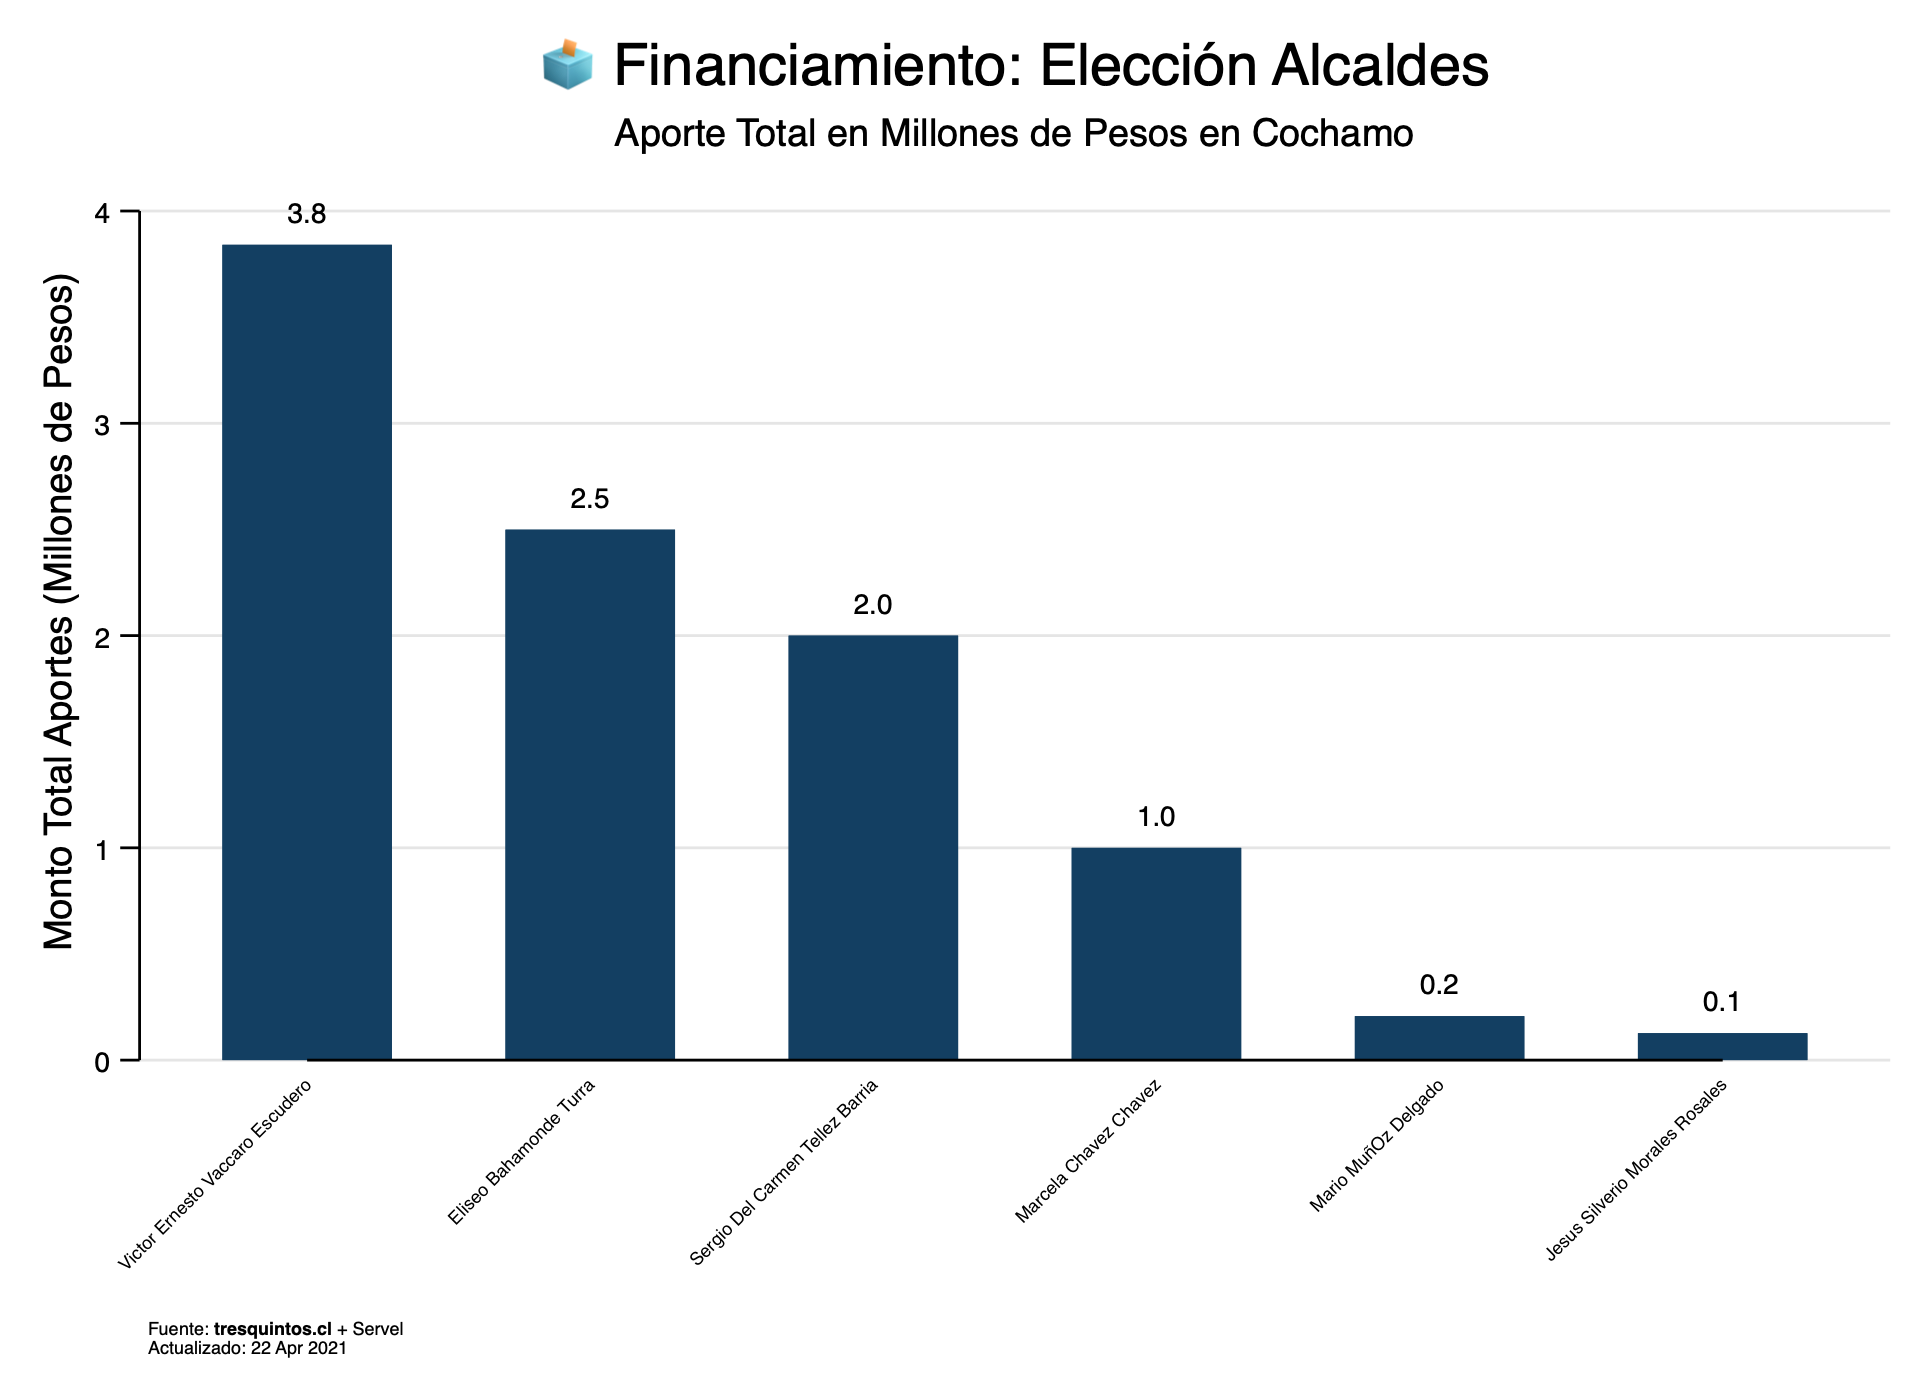 Financiamiento: Elección Alcaldes
Aporte Total en Millones de Pesos en Cochamo
Monto Total Aportes (Millones de Pesos)
4
3
2
1
0
3.8
2.5
2.0
1.0
0.2
0.1
Victor Ernesto Vaccaro Escudero
Eliseo Bahamonde Turra
Sergio Del Carmen Tellez Barria
Marcela Chavez Chavez
Mario MuñOz Delgado
Jesus Silverio Morales Rosales
Fuente: tresquintos.cl + Servel
Actualizado: 22 Apr 2021